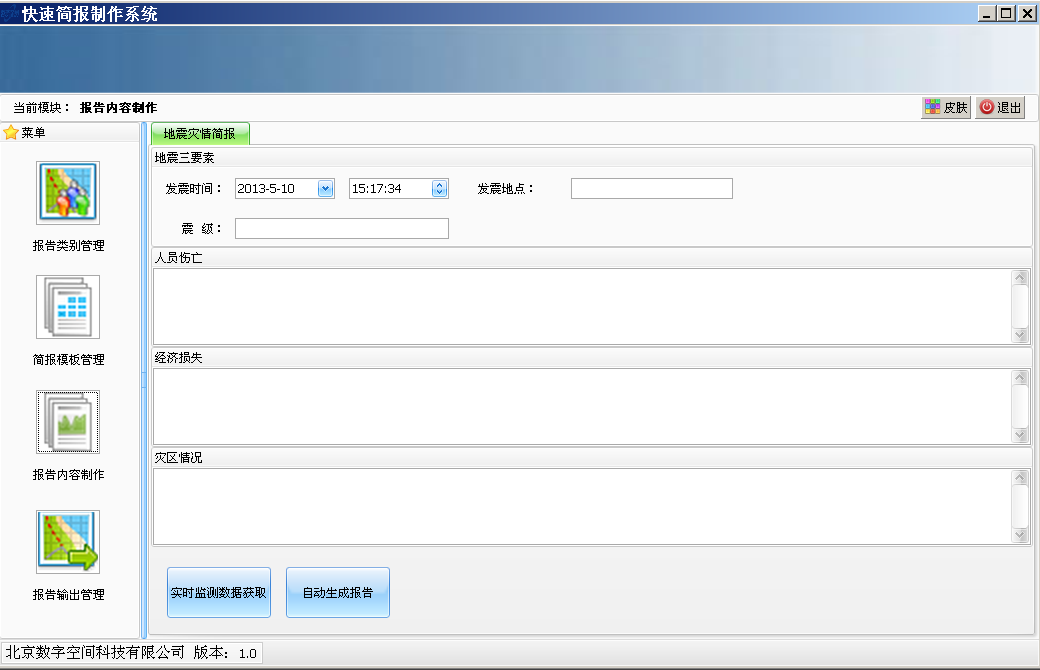 快速简报制作系统
当前模块： 报告内容制作
皮肤
退出
菜单
报告类别管理
简报模板管理
报告内容制作
报告输出管理
地震灾情简报
地震三要素
发震时间： 2013-5-10 15:17:34 发震地点：
震 级：
人员伤亡
经济损失
灾区情况
实时监测数据获取
自动生成报告
北京数字空间科技有限公司 版本： 1.0